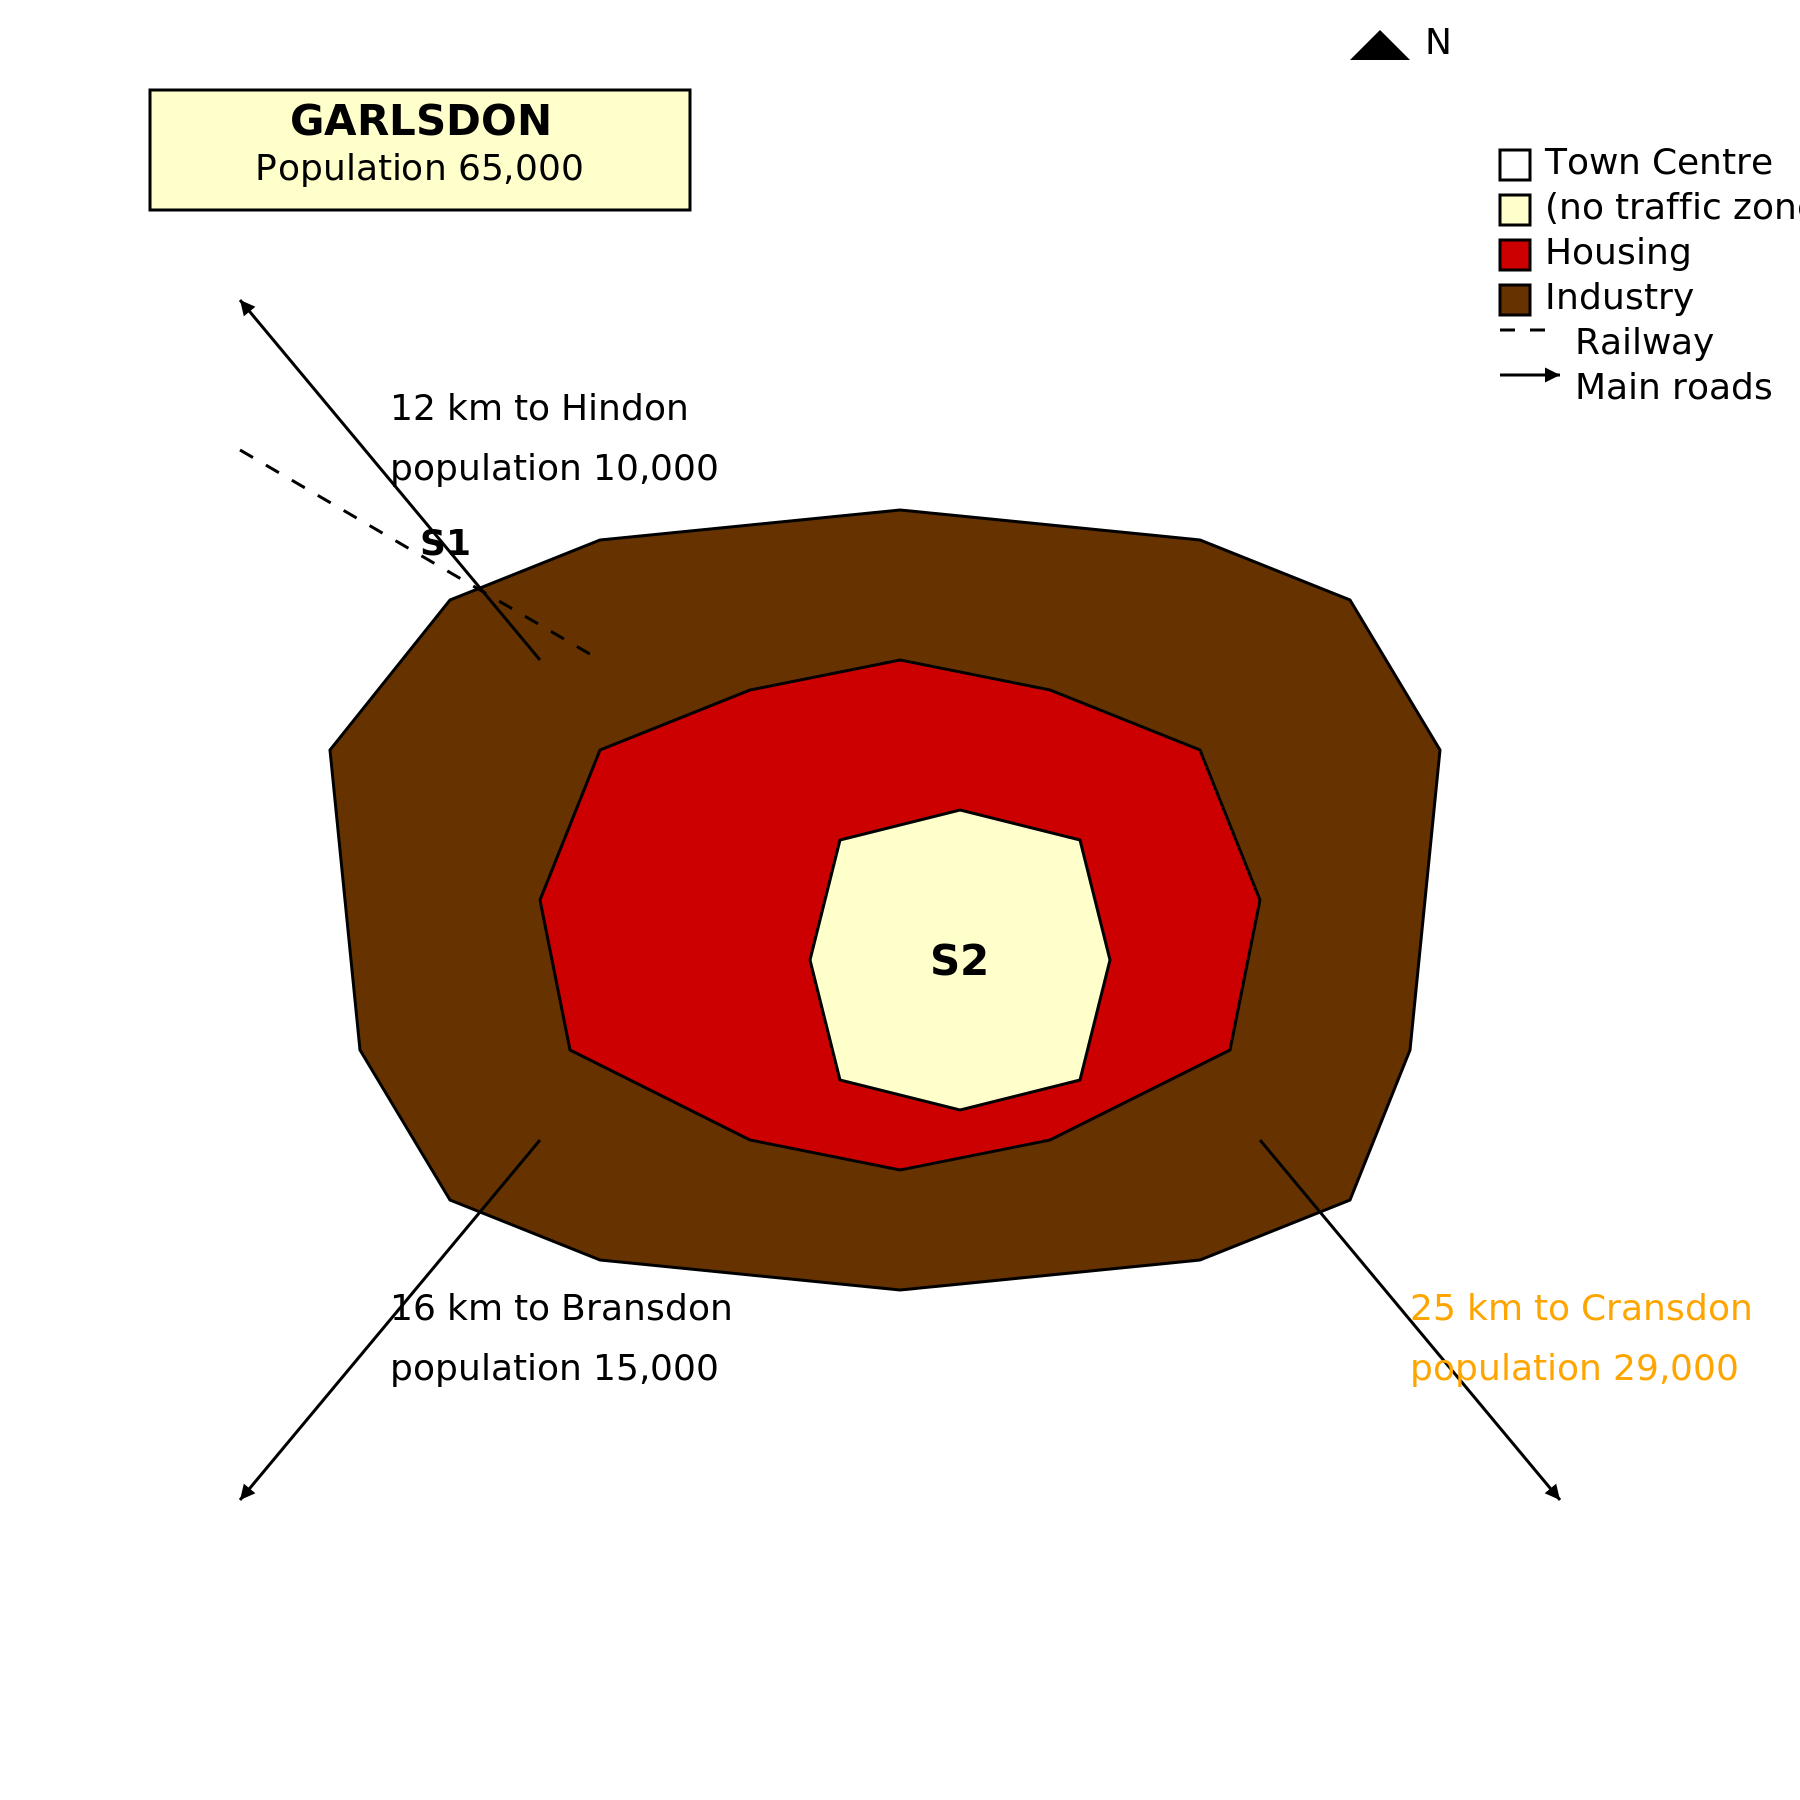 N
GARLSDON
Population 65,000
Town Centre
(no traffic zon
Housing
Industry
Railway
Main roads
12 km to Hindon
population 10,000
S1
S2
16 km to Bransdon
population 15,000
25 km to Cransdon
population 29,000